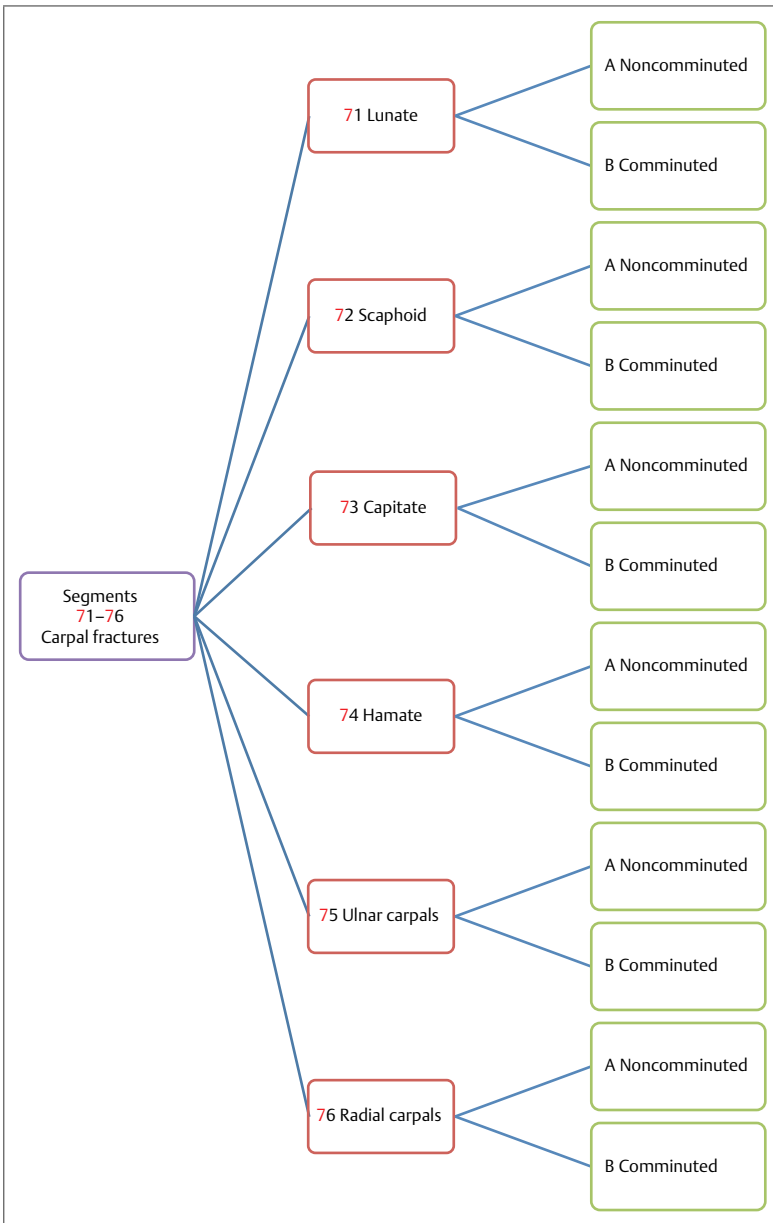 Segments
71–76
Carpal fractures
71 Lunate
A Noncomminuted
B Comminuted
72 Scaphoid
A Noncomminuted
B Comminuted
73 Capitate
A Noncomminuted
B Comminuted
74 Hamate
A Noncomminuted
B Comminuted
75 Ulnar carpals
A Noncomminuted
B Comminuted
76 Radial carpals
A Noncomminuted
B Comminuted